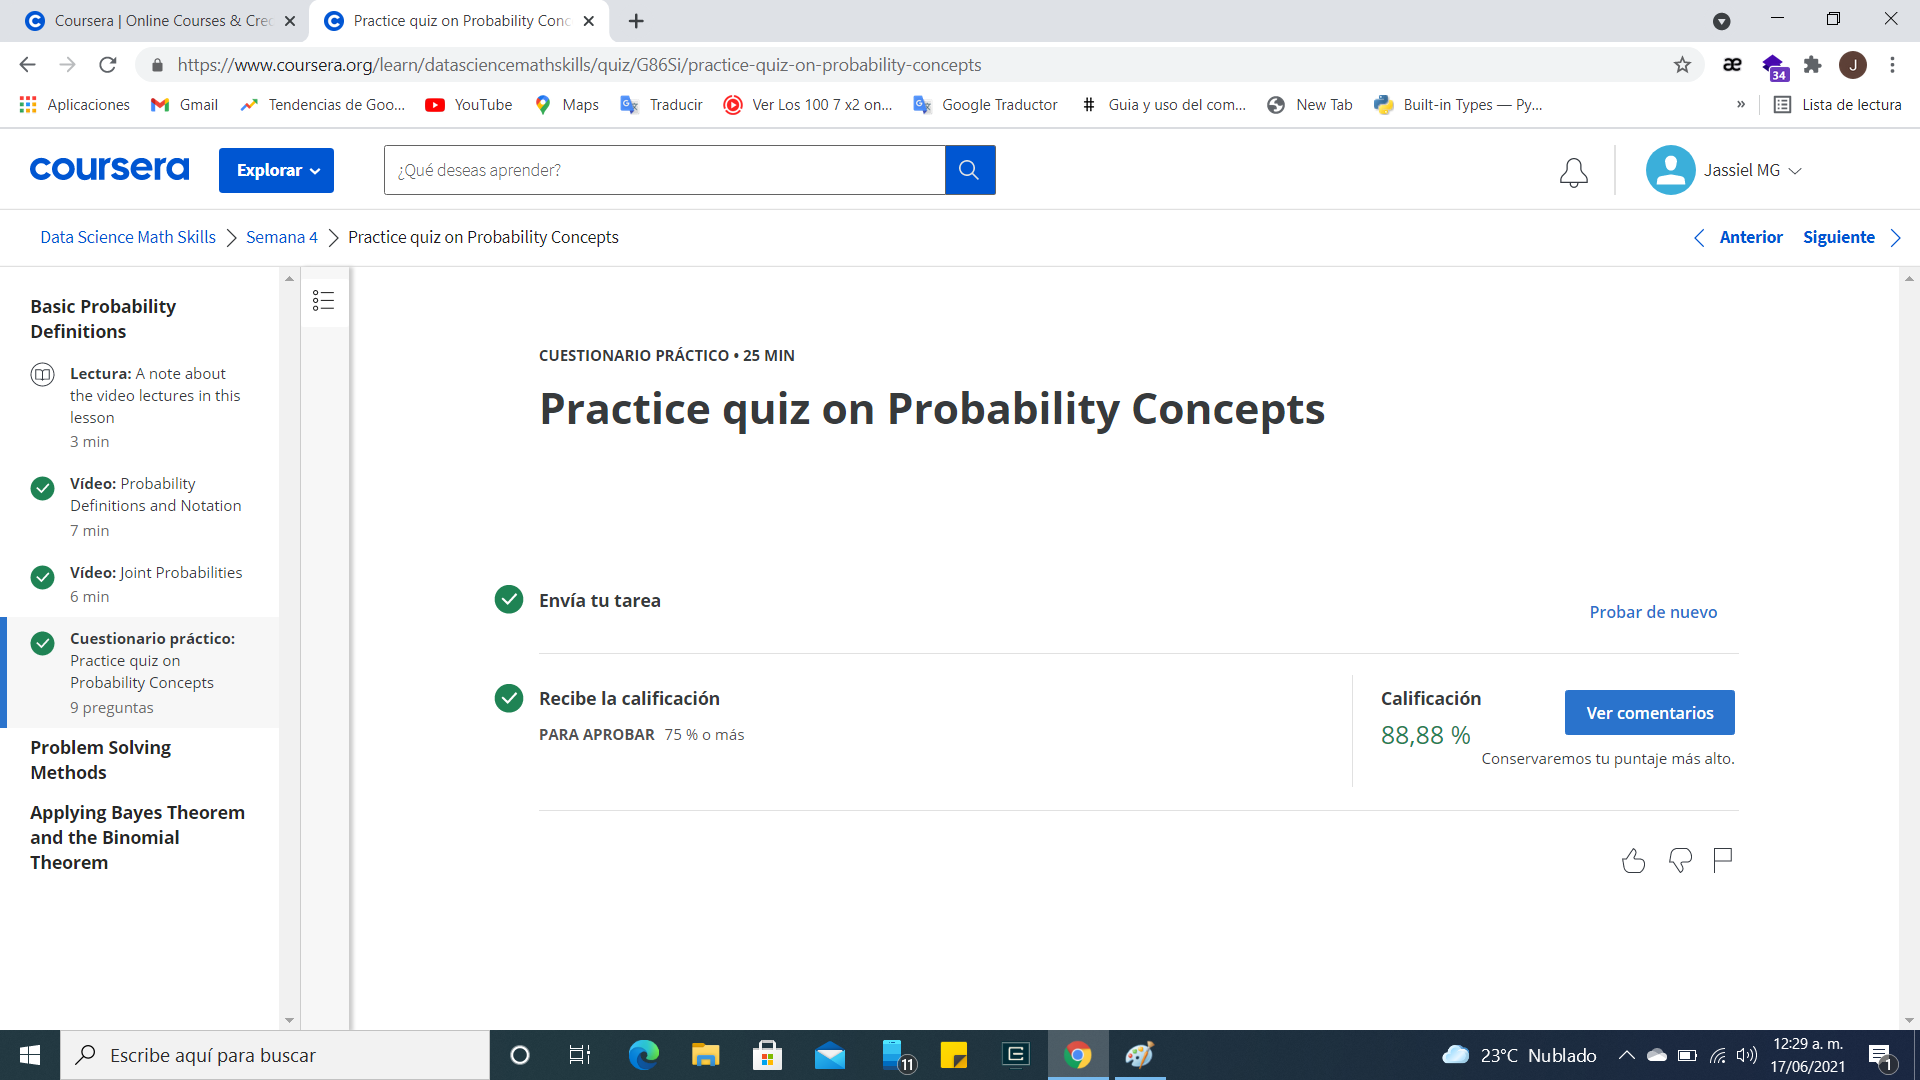 Coursera | Online Courses & Crec
Practice quiz on Probability Conc
https://www.coursera.org/learn/datasciencemathskills/quiz/G86Si/practice-quiz-on-probability-concepts
æ
34
J
Aplicaciones
Gmail
Tendencias de Goo...
YouTube
Maps
Traducir
Ver Los 100 7 x2 on...
Google Traductor
# Guia y uso del com...
New Tab
Built-in Types — Py...
»
Lista de lectura
coursera
Explorar
¿Qué deseas aprender?
Jassiel MG
Data Science Math Skills
Semana 4
Practice quiz on Probability Concepts
Anterior
Siguiente
Basic Probability
Definitions
Lectura: A note about
the video lectures in this
lesson
3 min
Vídeo: Probability
Definitions and Notation
7 min
Vídeo: Joint Probabilities
6 min
Cuestionario práctico:
Practice quiz on
Probability Concepts
9 preguntas
Problem Solving
Methods
Applying Bayes Theorem
and the Binomial
Theorem
CUESTIONARIO PRÁCTICO • 25 MIN
Practice quiz on Probability Concepts
Envía tu tarea
Probar de nuevo
Recibe la calificación
PARA APROBAR 75 % o más
Calificación
88,88 %
Ver comentarios
Conservaremos tu puntaje más alto.
Escribe aquí para buscar
11
23°C Nublado
12:29 a. m.
17/06/2021
1